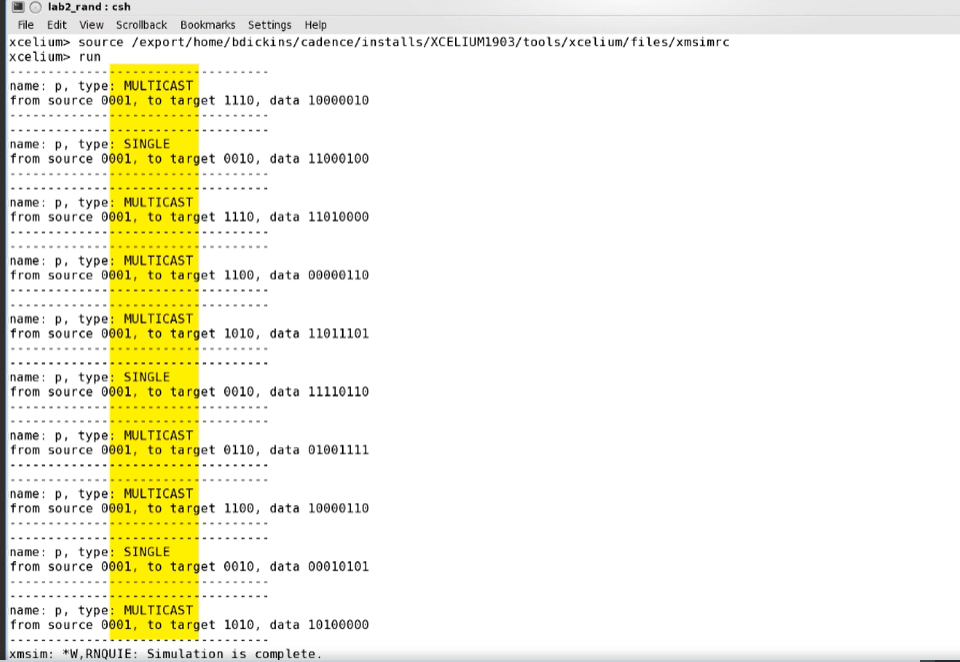 lab2_rand : csh
File Edit View Scrollback Bookmarks Settings Help
xcelium> source /export/home/bdickins/cadence/installs/XCELIUM1903/tools/xcelium/files/xmsimrc
xcelium> run
----------------------------------
name: p, type: MULTICAST
from source 0001, to target 1110, data 10000010
----------------------------------
----------------------------------
name: p, type: SINGLE
from source 0001, to target 0010, data 11000100
----------------------------------
----------------------------------
name: p, type: MULTICAST
from source 0001, to target 1110, data 11010000
----------------------------------
----------------------------------
name: p, type: MULTICAST
from source 0001, to target 1100, data 00000110
----------------------------------
----------------------------------
name: p, type: MULTICAST
from source 0001, to target 1010, data 11011101
----------------------------------
----------------------------------
name: p, type: SINGLE
from source 0001, to target 0010, data 11110110
----------------------------------
----------------------------------
name: p, type: MULTICAST
from source 0001, to target 0110, data 01001111
----------------------------------
----------------------------------
name: p, type: MULTICAST
from source 0001, to target 1100, data 10000110
----------------------------------
----------------------------------
name: p, type: SINGLE
from source 0001, to target 0010, data 00010101
----------------------------------
----------------------------------
name: p, type: MULTICAST
from source 0001, to target 1010, data 10100000
----------------------------------
xmsim: *W,RNQUIE: Simulation is complete.